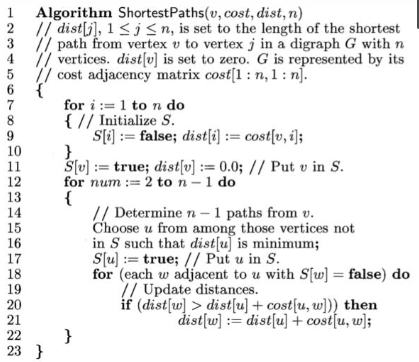 1 Algorithm ShortestPaths(v, cost, dist, n)
2 // dist[j], 1 ≤ j ≤ n, is set to the length of the shortest
3 // path from vertex v to vertex j in a digraph G with n
4 // vertices. dist[v] is set to zero. G is represented by its
5 // cost adjacency matrix cost[1 : n, 1 : n].
6 {
7 for i := 1 to n do
8 { // Initialize S.
9 S[i] := false; dist[i] := cost[v, i];
10 }
11 S[v] := true; dist[v] := 0.0; // Put v in S.
12 for num := 2 to n − 1 do
13 {
14 // Determine n − 1 paths from v.
15 Choose u from among those vertices not
16 in S such that dist[u] is minimum;
17 S[u] := true; // Put u in S.
18 for (each w adjacent to u with S[w] = false) do
19 // Update distances.
20 if (dist[w] > dist[u] + cost[u, w])) then
21 dist[w] := dist[u] + cost[u, w];
22 }
23 }